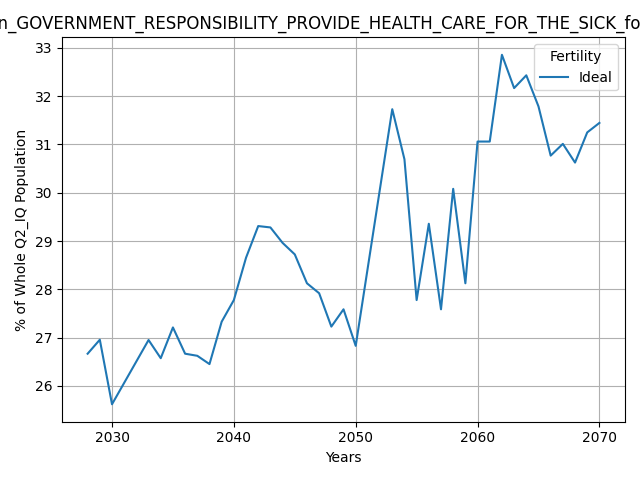 n_GOVERNMENT_RESPONSIBILITY_PROVIDE_HEALTH_CARE_FOR_THE_SICK_fo
33
32
31
30
29
28
27
26
% of Whole Q2_IQ Population
Fertility
Ideal
2030 2040 2050 2060 2070
Years